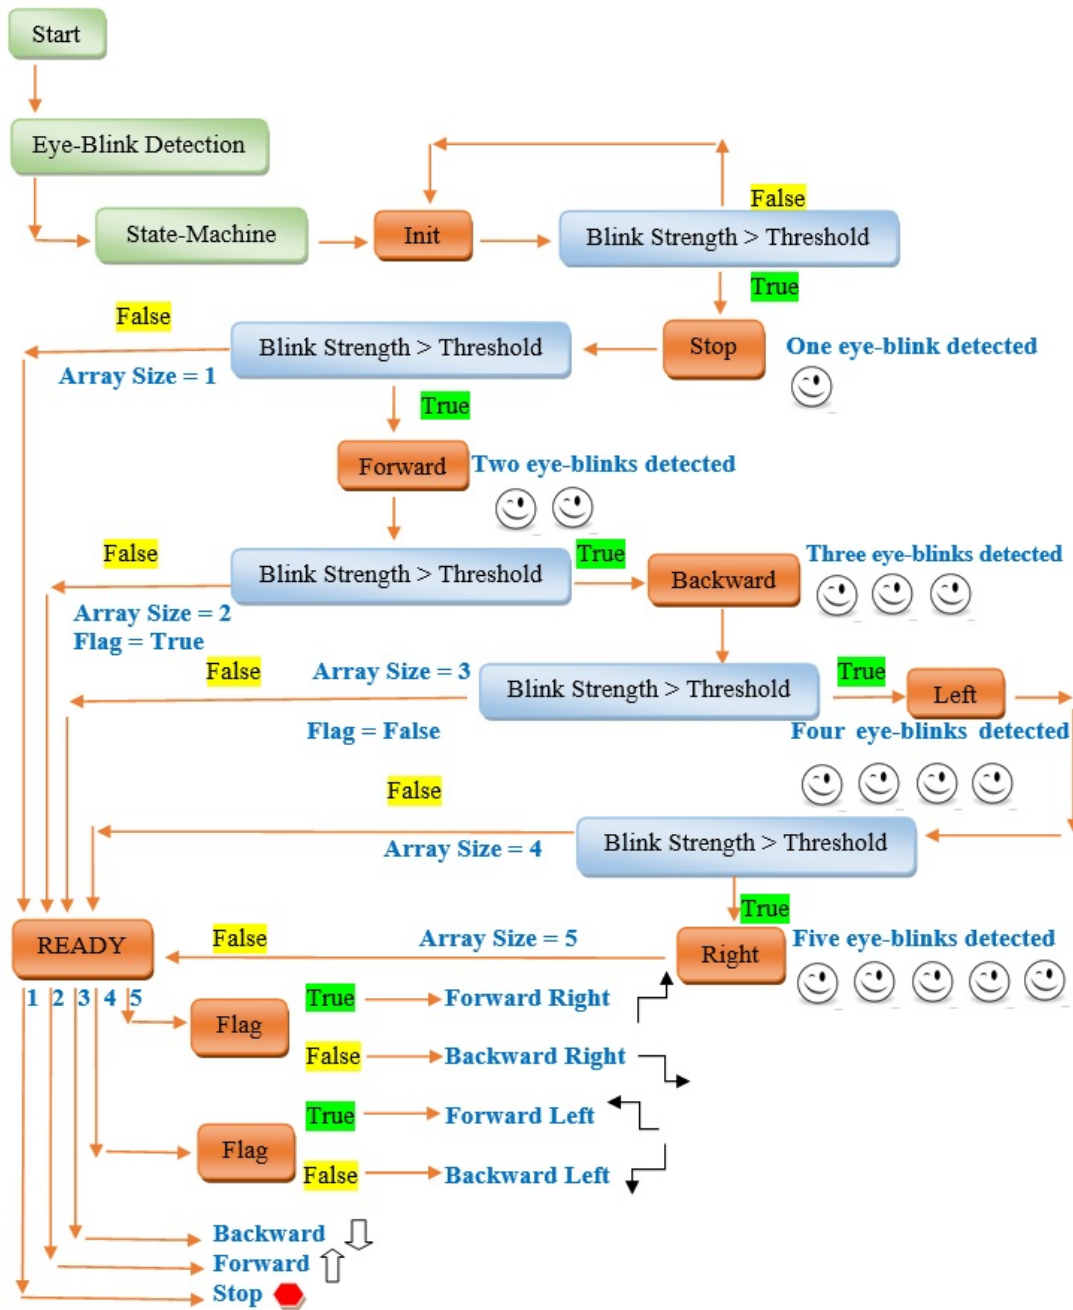 Start
Eye-Blink Detection
False
State-Machine
Init
Blink Strength > Threshold
True
False
Blink Strength > Threshold
Stop
One eye-blink detected
Array Size = 1
True
Forward
Two eye-blinks detected
False
Blink Strength > Threshold
True
Backward
Three eye-blinks detected
Array Size = 2
Flag = True
False
Array Size = 3
Blink Strength > Threshold
True
Left
Flag = False
Four eye-blinks detected
False
Array Size = 4
Blink Strength > Threshold
True
READY
False
Array Size = 5
Right
Five eye-blinks detected
1 2 3 4 5
Flag
True
Forward Right
False
Backward Right
Flag
True
Forward Left
False
Backward Left
Backward
Forward
Stop